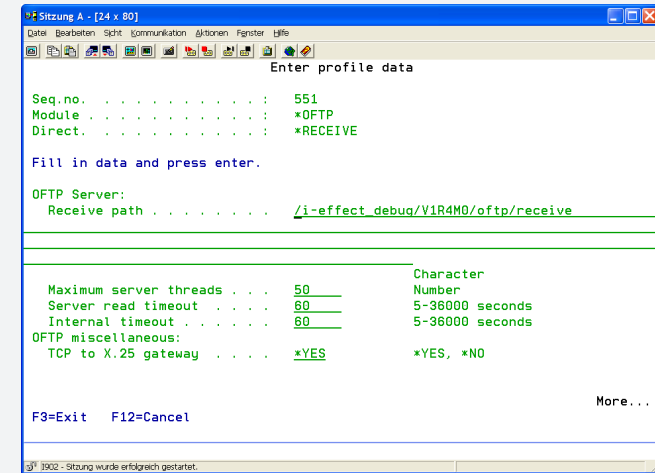 Sitzung A - [24 x 80]
Datei Bearbeiten Sicht Kommunikation Aktionen Fenster Hilfe
Enter profile data
Seq.no. . . . . . . . . . . : 551
Module . . . . . . . . . . . : *OFTP
Direct. . . . . . . . . . . : *RECEIVE
Fill in data and press enter.
OFTP Server:
Receive path . . . . . . . . /i-effect_debug/V1R4M0/oftp/receive
Character
Maximum server threads . . . 50 Number
Server read timeout . . . . 60 5-36000 seconds
Internal timeout . . . . . . 60 5-36000 seconds
OFTP miscellaneous:
TCP to X.25 gateway . . . . *YES *YES, *NO
More...
F3=Exit F12=Cancel
I902 - Sitzung wurde erfolgreich gestartet.